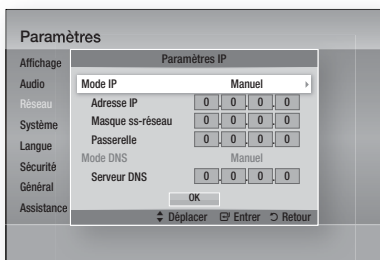 Paramètres
Affichage
Audio
Réseau
Système
Langue
Sécurité
Général
Assistance
Paramètres IP
Mode IP Manuel
Adresse IP 0 . 0 . 0 . 0
Masque ss-réseau 0 . 0 . 0 . 0
Passerelle 0 . 0 . 0 . 0
Mode DNS Manuel
Serveur DNS 0 . 0 . 0 . 0
OK
Déplacer Entrer Retour